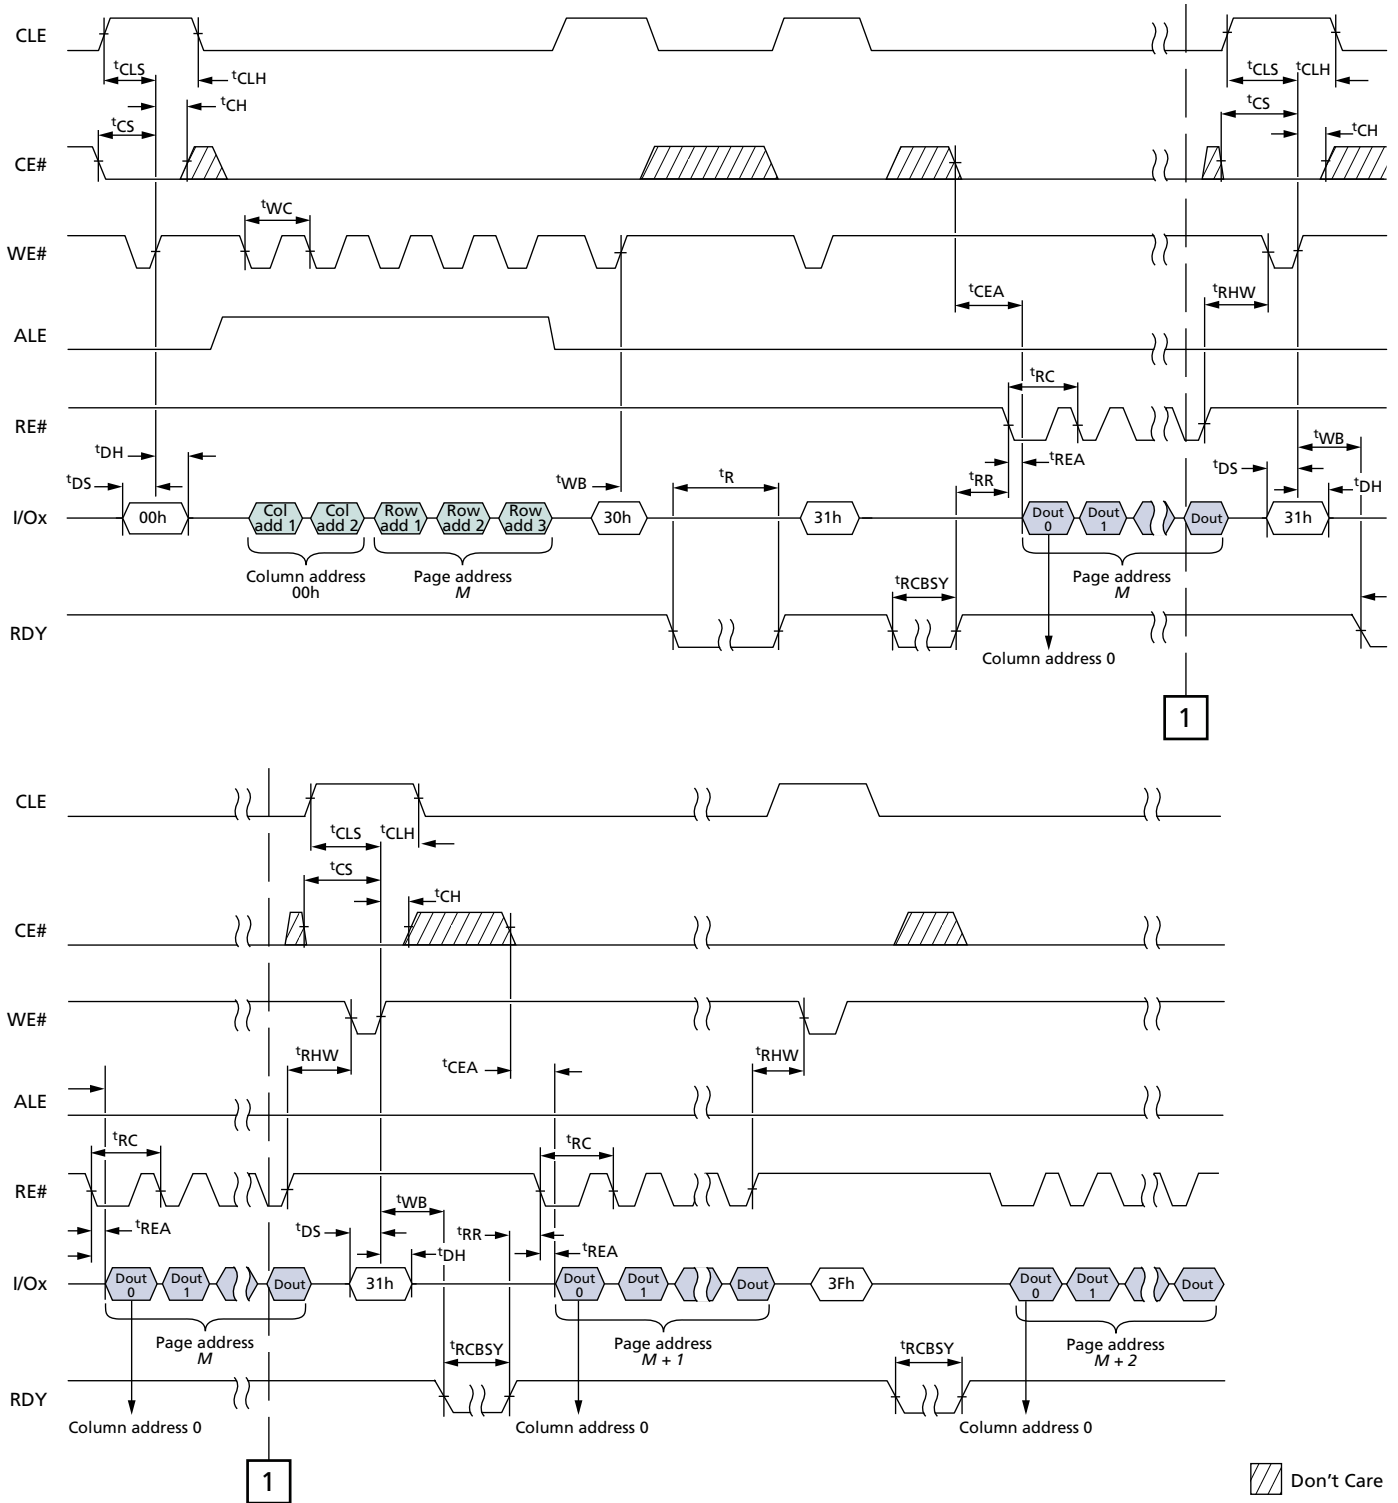 CLE
tCLS
tCLH
tCLS
tCLH
tCH
tCS
tCS
tCH
CE#
tWC
WE#
tCEA
tRHW
ALE
tRC
RE#
tDH
tWB
tREA
tDS
tWB
tR
tRR
tDS
tDH
I/Ox
00h
Col add 1
Col add 2
Row add 1
Row add 2
Row add 3
30h
31h
Dout 0
Dout 1
Dout
31h
Column address
00h
Page address
M
Page address
M
tRCBSY
RDY
Column address 0
1
CLE
tCLS
tCLH
tCS
tCH
CE#
WE#
tRHW
tCEA
tRHW
ALE
tRC
tRC
RE#
tREA
tWB
tDS
tRR
tDH
tREA
I/Ox
Dout 0
Dout 1
Dout
31h
Dout 0
Dout 1
Dout
3Fh
Dout 0
Dout 1
Dout
Page address
M
Page address
M + 1
Page address
M + 2
tRCBSY
tRCBSY
RDY
Column address 0
Column address 0
Column address 0
1
Don't Care